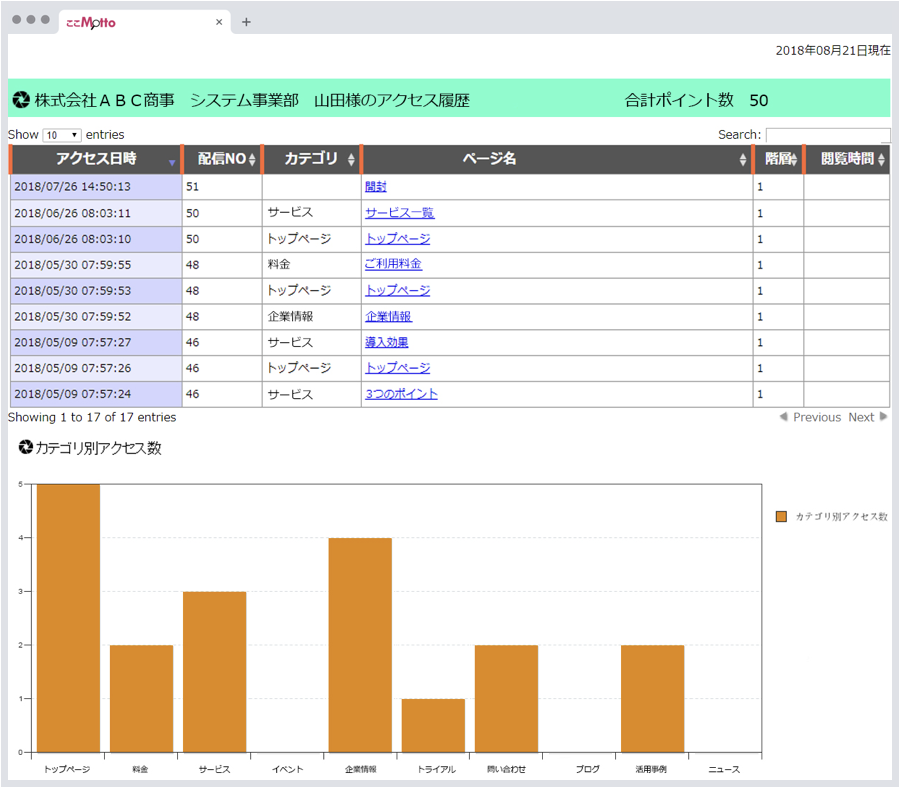 ここMotto × +
2018年08月21日現在
株式会社ＡＢＣ商事　システム事業部　山田様のアクセス履歴　合計ポイント数　50
Show 10 entries Search:
アクセス日時 配信NO カテゴリ ページ名 階層 閲覧時間
2018/07/26 14:50:13 51 開封 1
2018/06/26 08:03:11 50 サービス サービス一覧 1
2018/06/26 08:03:10 50 トップページ トップページ 1
2018/05/30 07:59:55 48 料金 ご利用料金 1
2018/05/30 07:59:53 48 トップページ トップページ 1
2018/05/30 07:59:52 48 企業情報 企業情報 1
2018/05/09 07:57:27 46 サービス 導入効果 1
2018/05/09 07:57:26 46 トップページ トップページ 1
2018/05/09 07:57:24 46 サービス 3つのポイント 1
Showing 1 to 17 of 17 entries Previous Next
カテゴリ別アクセス数
5
カテゴリ別アクセス数
4
3
2
1
0
トップページ 料金 サービス イベント 企業情報 トライアル 問い合わせ ブログ 活用事例 ニュース